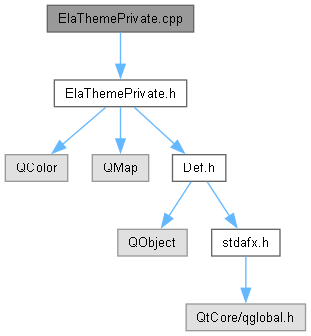 ElaThemePrivate.cpp
ElaThemePrivate.h
QColor
QMap
Def.h
QObject
stdafx.h
QtCore/qglobal.h